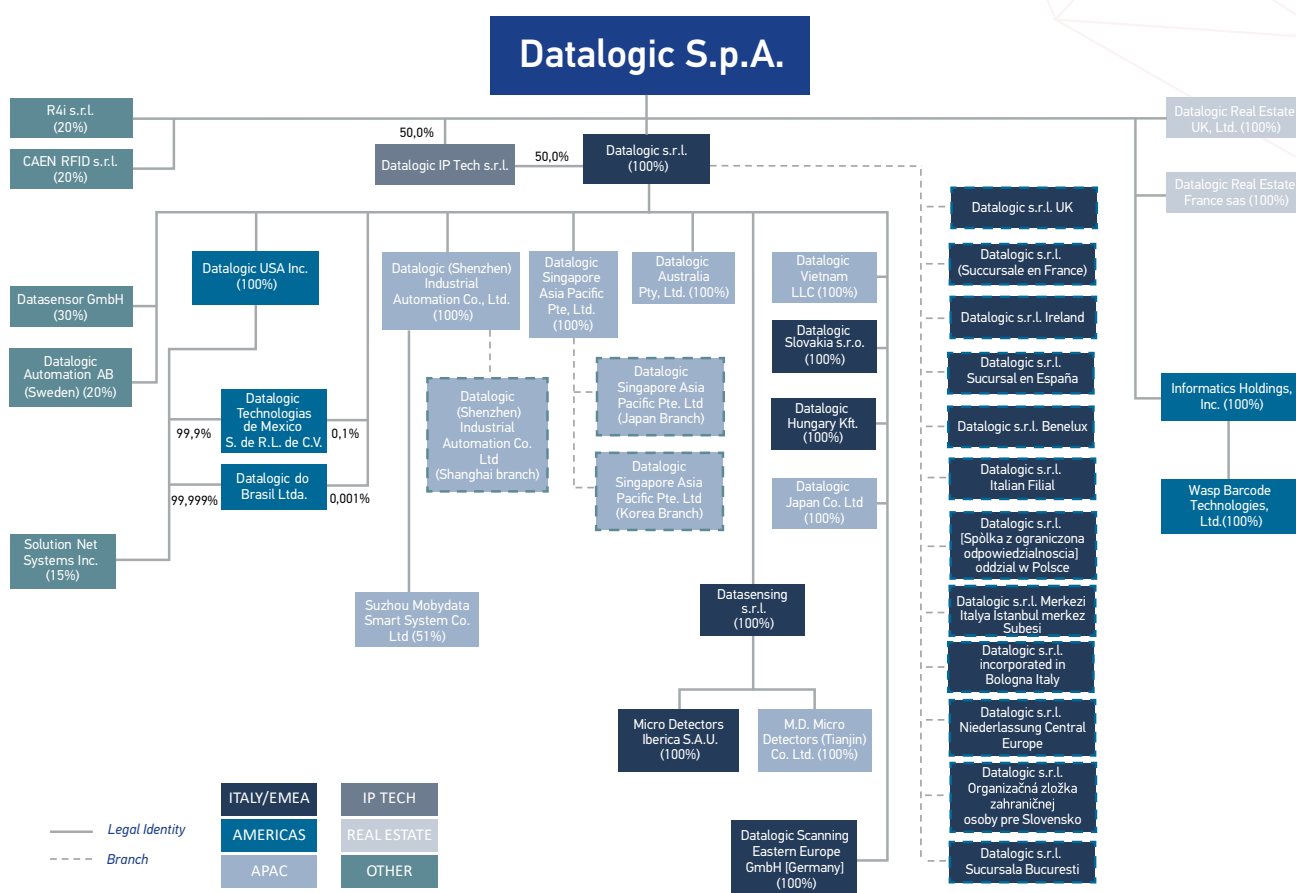 Datalogic S.p.A.
R4i s.r.l.
(20%)
CAEN RFID s.r.l.
(20%)
50,0%
Datalogic IP Tech s.r.l.
50,0%
Datalogic s.r.l.
(100%)
Datalogic Real Estate
UK, Ltd. (100%)
Datalogic Real Estate
France sas (100%)
Datasensor GmbH
(30%)
Datalogic
Automation AB
(Sweden) (20%)
Solution Net
Systems Inc.
(15%)
Datalogic USA Inc.
(100%)
99,9%
Datalogic
Technologias
de Mexico
S. de R.L. de C.V.
0,1%
99,999%
Datalogic do
Brasil Ltda.
0,001%
Datalogic (Shenzhen)
Industrial
Automation Co., Ltd.
(100%)
Datalogic
(Shenzhen)
Industrial
Automation Co.
Ltd
(Shanghai branch)
Suzhou Mobydata
Smart System Co.
Ltd (51%)
Datalogic
Singapore
Asia Pacific
Pte, Ltd.
(100%)
Datalogic
Singapore Asia
Pacific Pte. Ltd
(Japan Branch)
Datalogic
Singapore Asia
Pacific Pte. Ltd
(Korea Branch)
Datalogic
Australia
Pty, Ltd. (100%)
Datalogic
Vietnam
LLC (100%)
Datalogic
Slovakia s.r.o.
(100%)
Datalogic
Hungary Kft.
(100%)
Datalogic
Japan Co. Ltd
(100%)
Datasensing
s.r.l.
(100%)
Micro Detectors
Iberica S.A.U.
(100%)
M.D. Micro
Detectors (Tianjin)
Co. Ltd. (100%)
Datalogic Scanning
Eastern Europe
GmbH [Germany]
(100%)
Datalogic s.r.l. UK
Datalogic s.r.l.
(Succursale en France)
Datalogic s.r.l. Ireland
Datalogic s.r.l.
Sucursal en España
Datalogic s.r.l. Benelux
Datalogic s.r.l.
Italian Filial
Datalogic s.r.l.
[Spòlka z ograniczona
odpowiedzialnoscia]
oddzial w Polsce
Datalogic s.r.l. Merkezi
Italya Istanbul merkez
Subesi
Datalogic s.r.l.
incorporated in
Bologna Italy
Datalogic s.r.l.
Niederlassung Central
Europe
Datalogic s.r.l.
Organizačná zložka
zahraničnej
osoby pre Slovensko
Datalogic s.r.l.
Sucursala Bucuresti
Informatics Holdings,
Inc. (100%)
Wasp Barcode
Technologies,
Ltd.(100%)
Legal Identity
Branch
ITALY/EMEA
AMERICAS
APAC
IP TECH
REAL ESTATE
OTHER